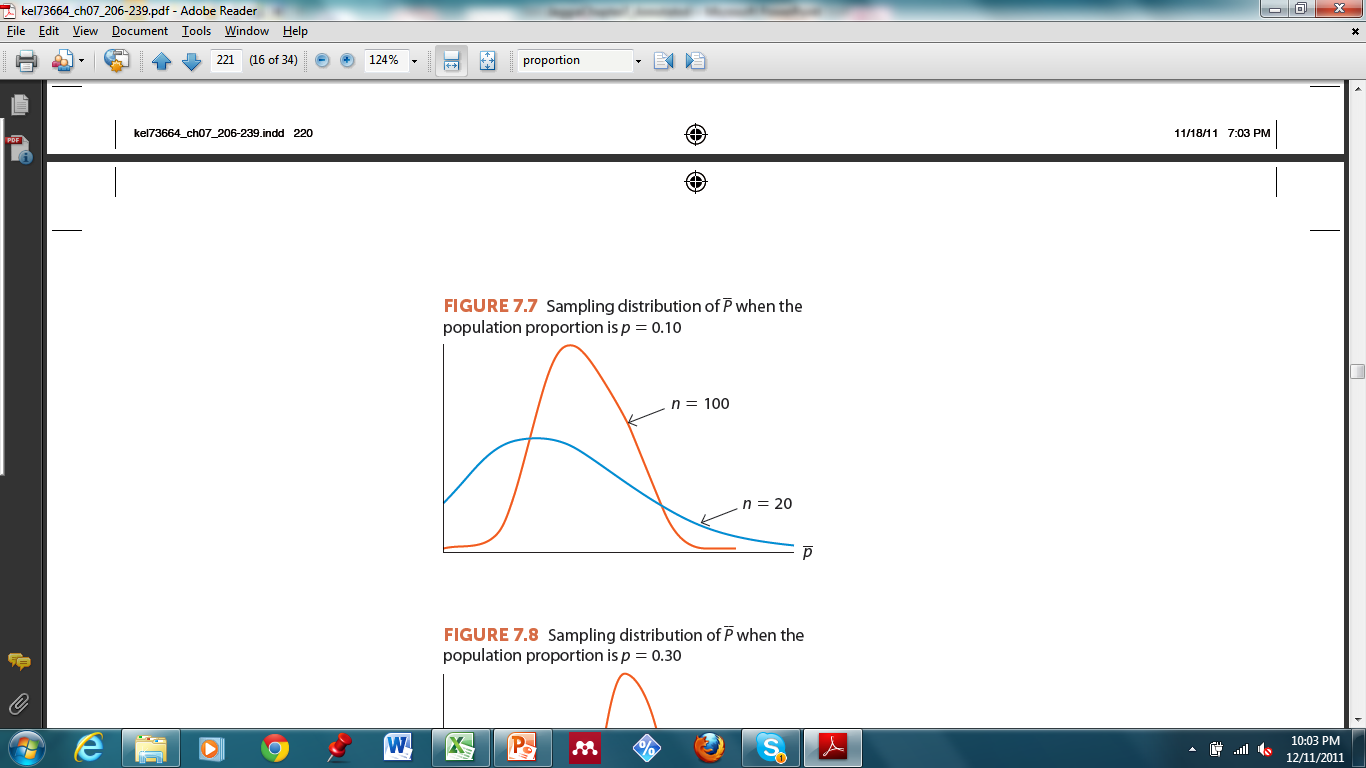 kel73664_ch07_206-239.pdf - Adobe Reader
File Edit View Document Tools Window Help
221 (16 of 34) 124% proportion
kel73664_ch07_206-239.indd 220 11/18/11 7:03 PM
FIGURE 7.7 Sampling distribution of P̅ when the
population proportion is p = 0.10
n = 100
n = 20
p̅
FIGURE 7.8 Sampling distribution of P̅ when the
population proportion is p = 0.30
10:03 PM
12/11/2011